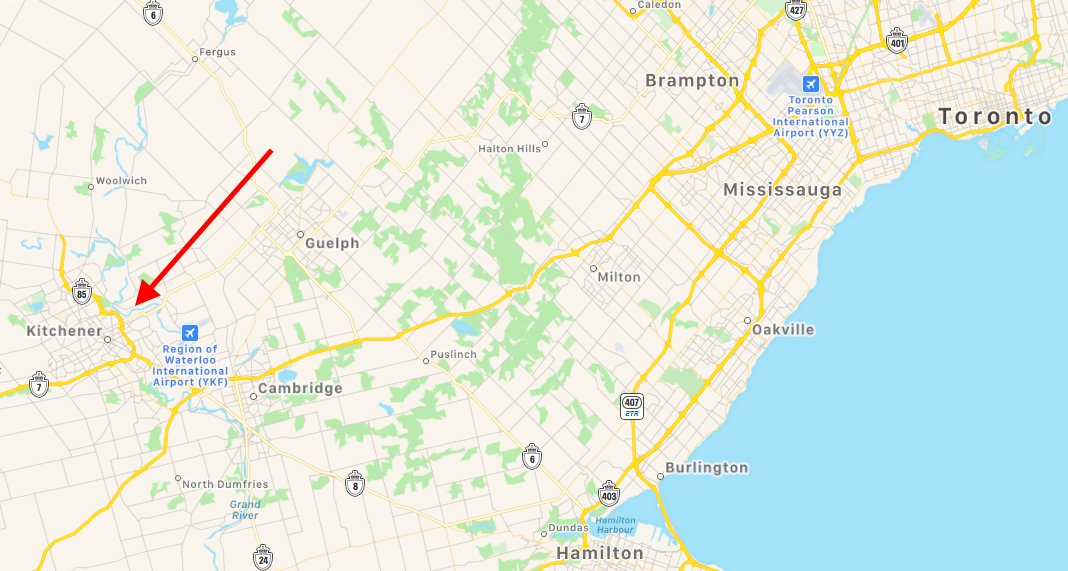 Caledon
6
427
401
Fergus
Brampton
Toronto
Pearson
International
Airport (YYZ)
Toronto
7
Halton Hills
Woolwich
Mississauga
Guelph
Milton
85
Kitchener
Region of
Waterloo
International
Airport (YKF)
Oakville
Puslinch
7
Cambridge
407
ETR
6
Burlington
8
North Dumfries
403
Grand
River
Hamilton
Harbour
Dundas
Hamilton
24